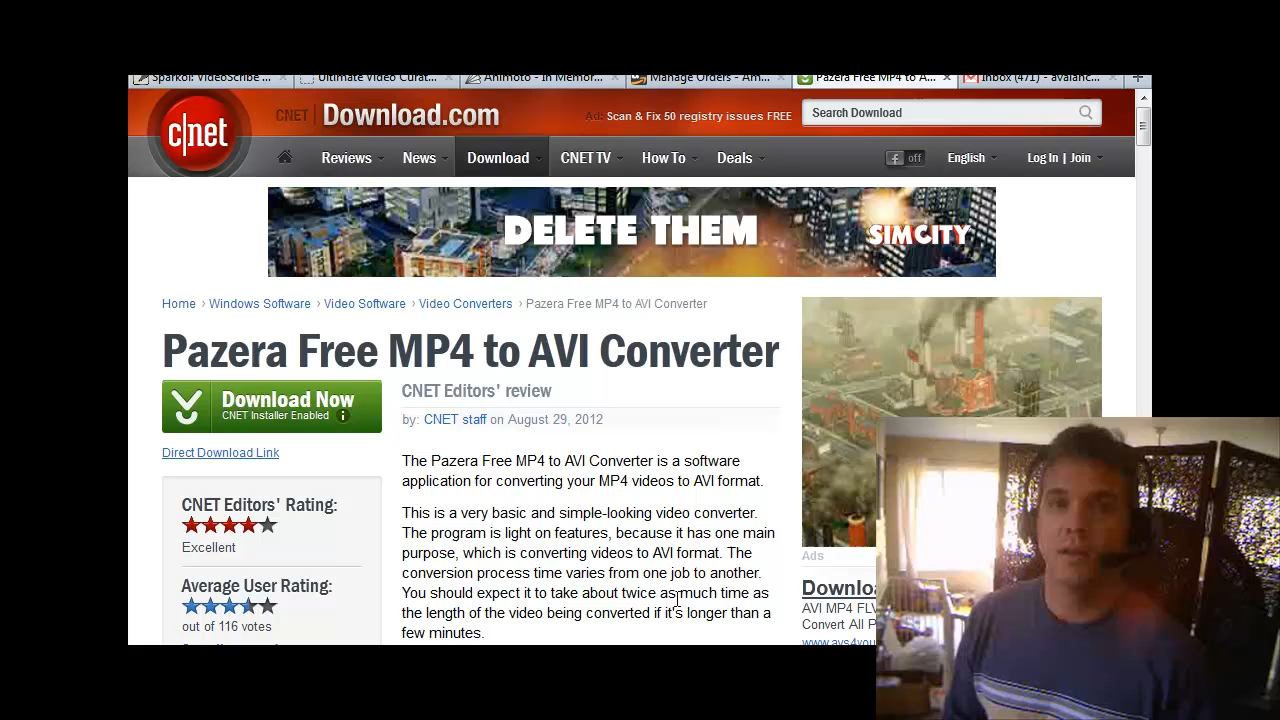 Sparkol: VideoScribe ...
Ultimate Video Curat...
Animoto - In Memor...
Manage Orders - Am...
Pazera Free MP4 to A...
Inbox (471) - avalanc...
c|net
CNET
Download.com
Ad: Scan & Fix 50 registry issues FREE
Search Download
Reviews
News
Download
CNET TV
How To
Deals
f off
English
Log In | Join
DELETE THEM
SIMCITY
Home › Windows Software › Video Software › Video Converters › Pazera Free MP4 to AVI Converter
Pazera Free MP4 to AVI Converter
Download Now
CNET Installer Enabled i
Direct Download Link
CNET Editors' Rating:
Excellent
Average User Rating:
out of 116 votes
CNET Editors' review
by: CNET staff on August 29, 2012
The Pazera Free MP4 to AVI Converter is a software
application for converting your MP4 videos to AVI format.
This is a very basic and simple-looking video converter.
The program is light on features, because it has one main
purpose, which is converting videos to AVI format. The
conversion process time varies from one job to another.
You should expect it to take about twice as much time as
the length of the video being converted if it's longer than a
few minutes.
Ads
AVI MP4 FLV
Convert All